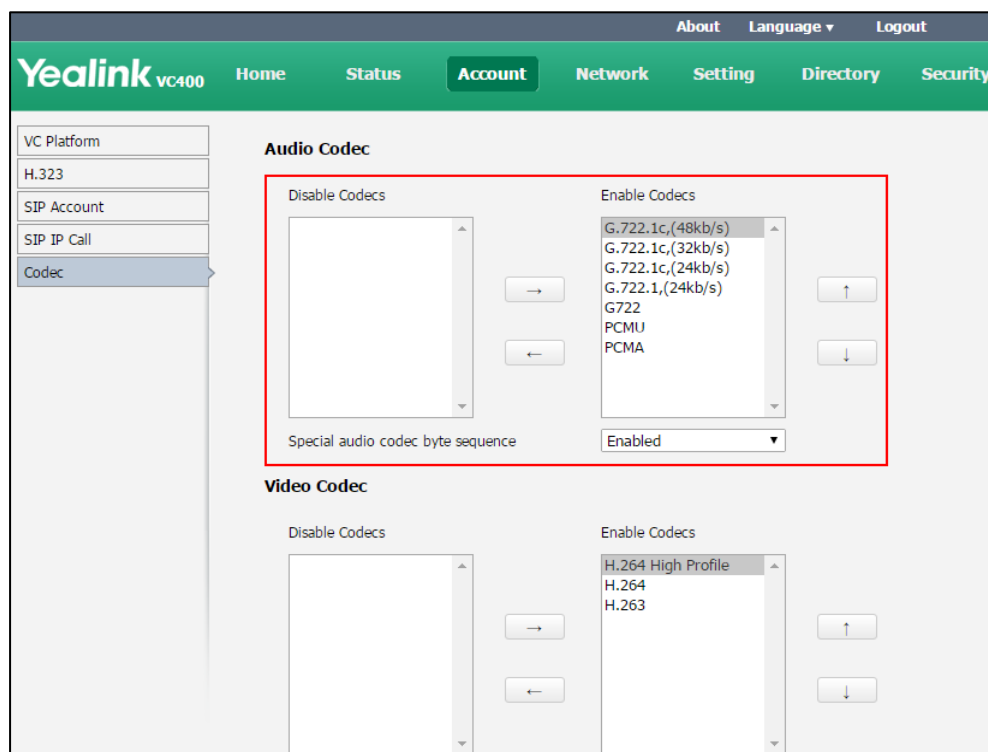 About Language ▾ Logout
Yealink VC400 Home Status Account Network Setting Directory Security
VC Platform
H.323
SIP Account
SIP IP Call
Codec
Audio Codec
Disable Codecs Enable Codecs
G.722.1c,(48kb/s)
G.722.1c,(32kb/s)
G.722.1c,(24kb/s)
G.722.1,(24kb/s)
G722
PCMU
PCMA
→ ↑
← ↓
Special audio codec byte sequence Enabled
Video Codec
Disable Codecs Enable Codecs
H.264 High Profile
H.264
H.263
→ ↑
← ↓